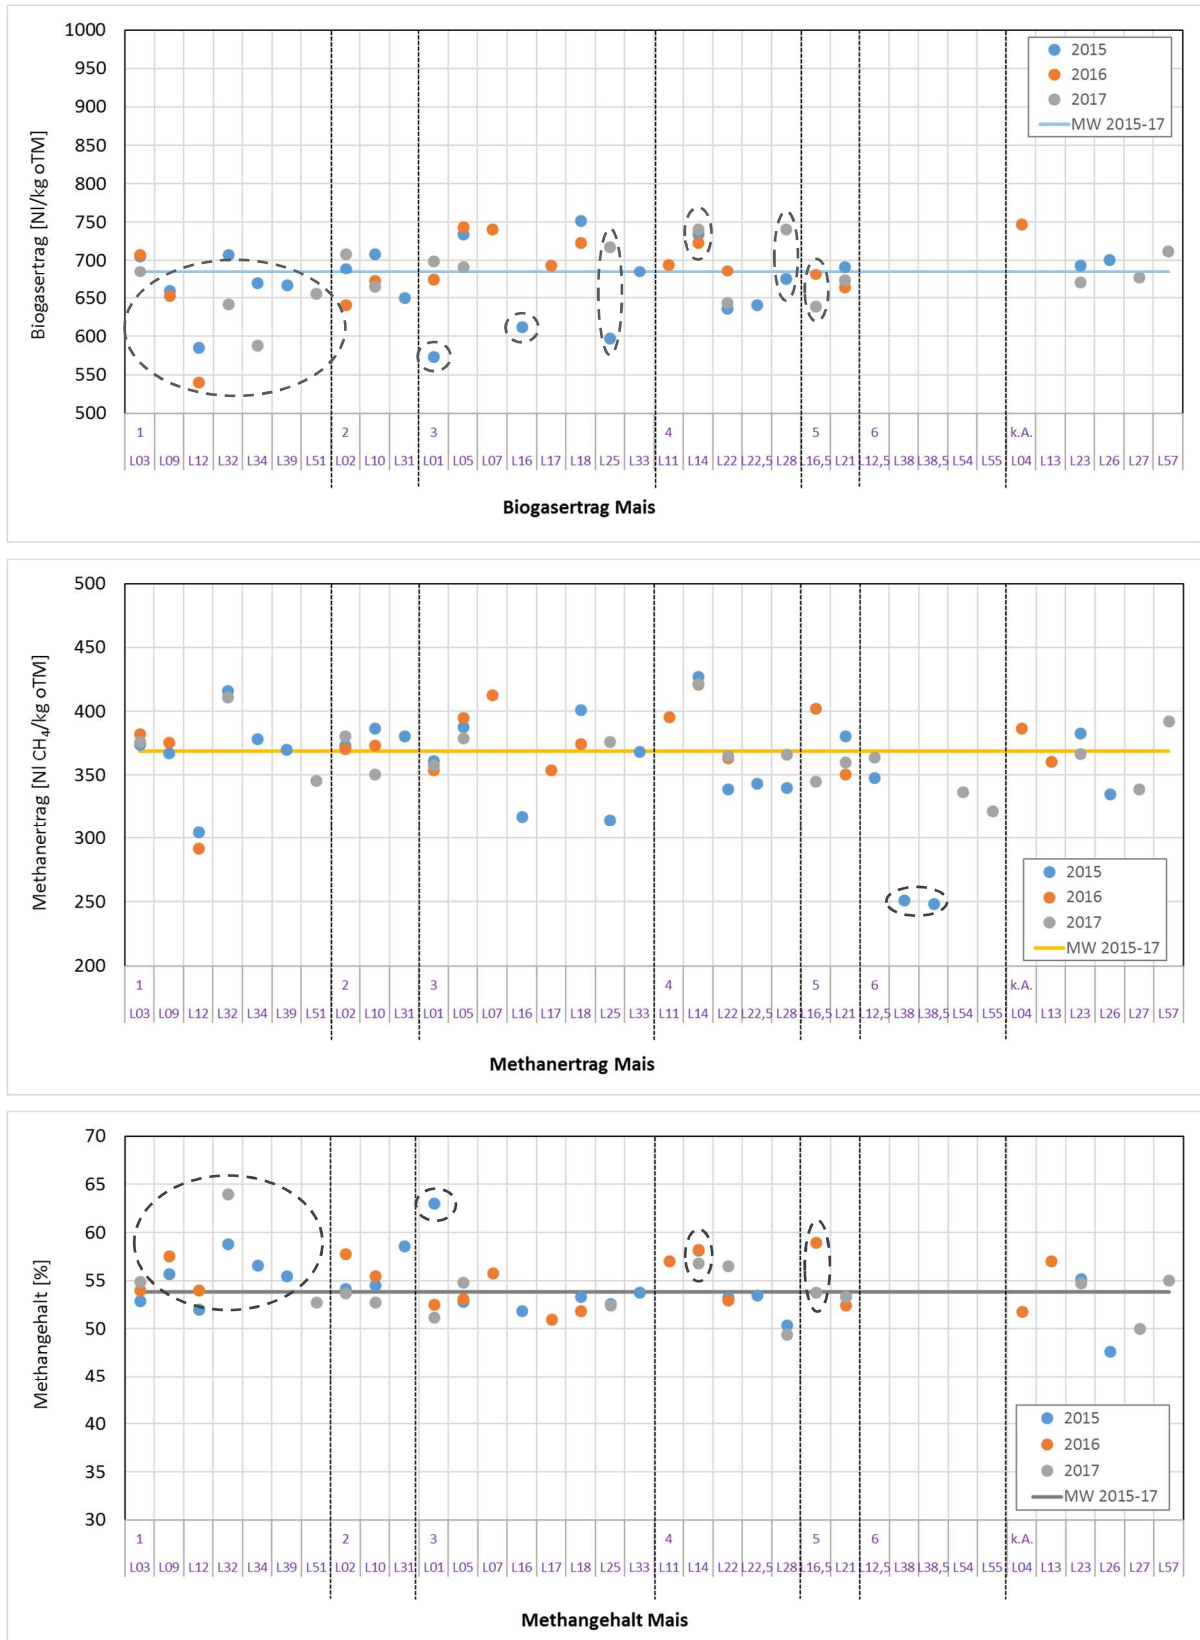 1000
950
900
850
800
750
700
650
600
550
500
Biogasertrag [Nl/kg oTM]
2015
2016
2017
MW 2015-17
1 2 3 4 5 6 k.A.
L03 L09 L12 L32 L34 L39 L51 L02 L10 L31 L01 L05 L07 L16 L17 L18 L25 L33 L11 L14 L22 L22,5 L28 L16,5 L21 L12,5 L38 L38,5 L54 L55 L04 L13 L23 L26 L27 L57
Biogasertrag Mais
500
450
400
350
300
250
200
Methanertrag [Nl CH₄/kg oTM]
2015
2016
2017
MW 2015-17
1 2 3 4 5 6 k.A.
L03 L09 L12 L32 L34 L39 L51 L02 L10 L31 L01 L05 L07 L16 L17 L18 L25 L33 L11 L14 L22 L22,5 L28 L16,5 L21 L12,5 L38 L38,5 L54 L55 L04 L13 L23 L26 L27 L57
Methanertrag Mais
70
65
60
55
50
45
40
35
30
Methangehalt [%]
2015
2016
2017
MW 2015-17
1 2 3 4 5 6 k.A.
L03 L09 L12 L32 L34 L39 L51 L02 L10 L31 L01 L05 L07 L16 L17 L18 L25 L33 L11 L14 L22 L22,5 L28 L16,5 L21 L12,5 L38 L38,5 L54 L55 L04 L13 L23 L26 L27 L57
Methangehalt Mais